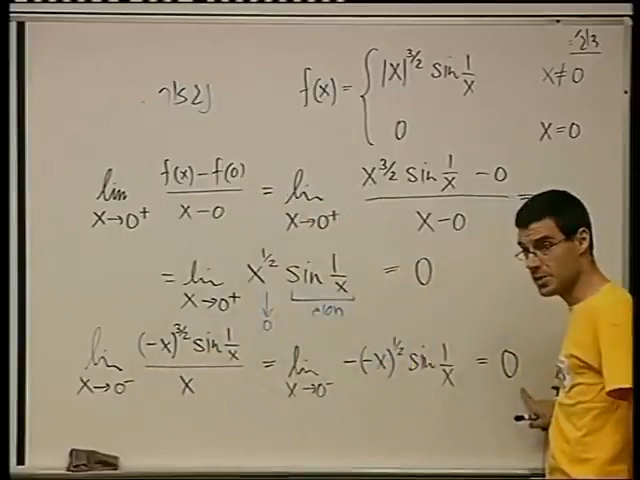 f(x) = { |x|^{3/2} sin 1/x    x≠0
0    x=0
lim_{x→0⁺} (f(x)-f(0))/(x-0) = lim_{x→0⁺} (x^{3/2} sin 1/x - 0)/(x-0) =
= lim_{x→0⁺} x^{1/2} sin 1/x = 0
↓ 0 חסום
lim_{x→0⁻} ((-x)^{3/2} sin 1/x)/x = lim_{x→0⁻} -(-x)^{1/2} sin 1/x = 0